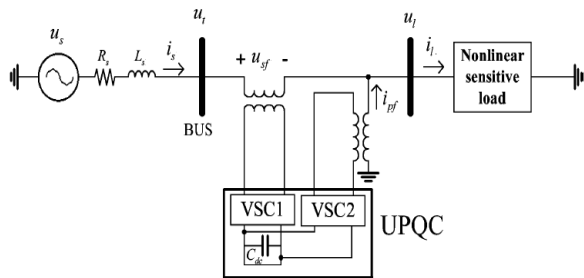 u_s
R_s
L_s
i_s
u_t
BUS
+ u_sf -
i_pf
u_l
i_l.
Nonlinear
sensitive
load
VSC1
VSC2
C_dc
UPQC